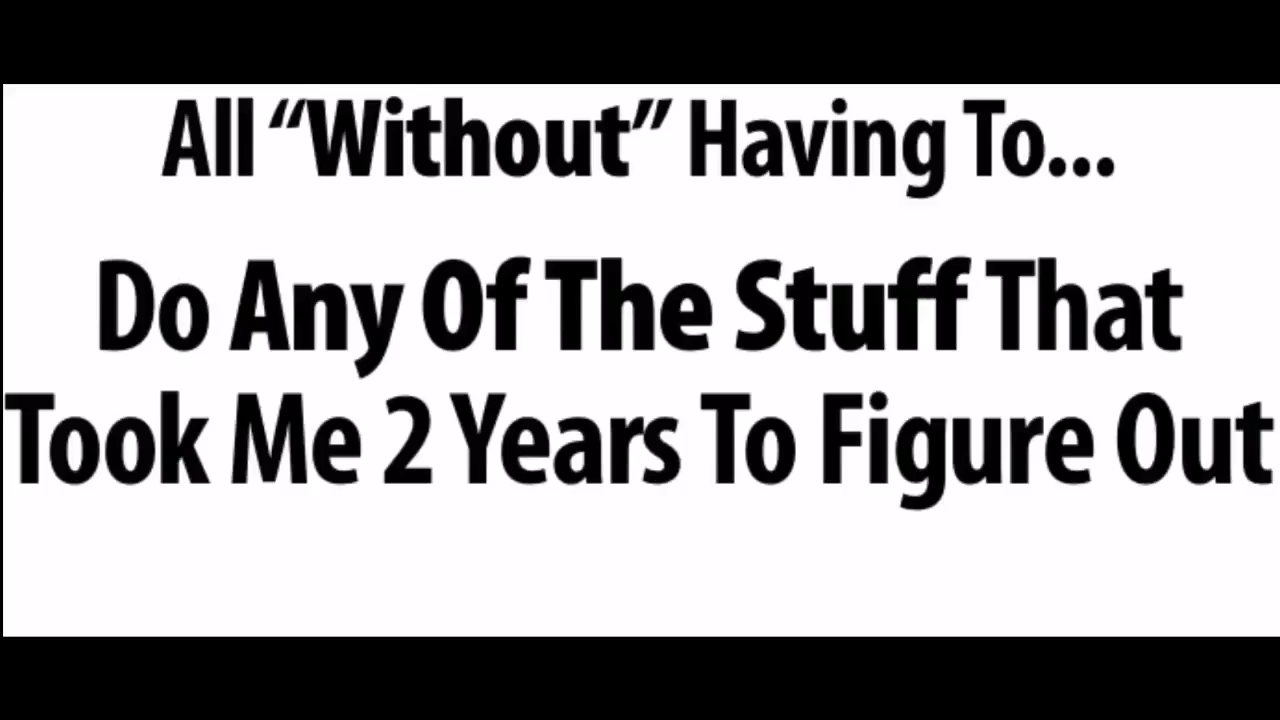 All “Without” Having To...
Do Any Of The Stuff That
Took Me 2 Years To Figure Out